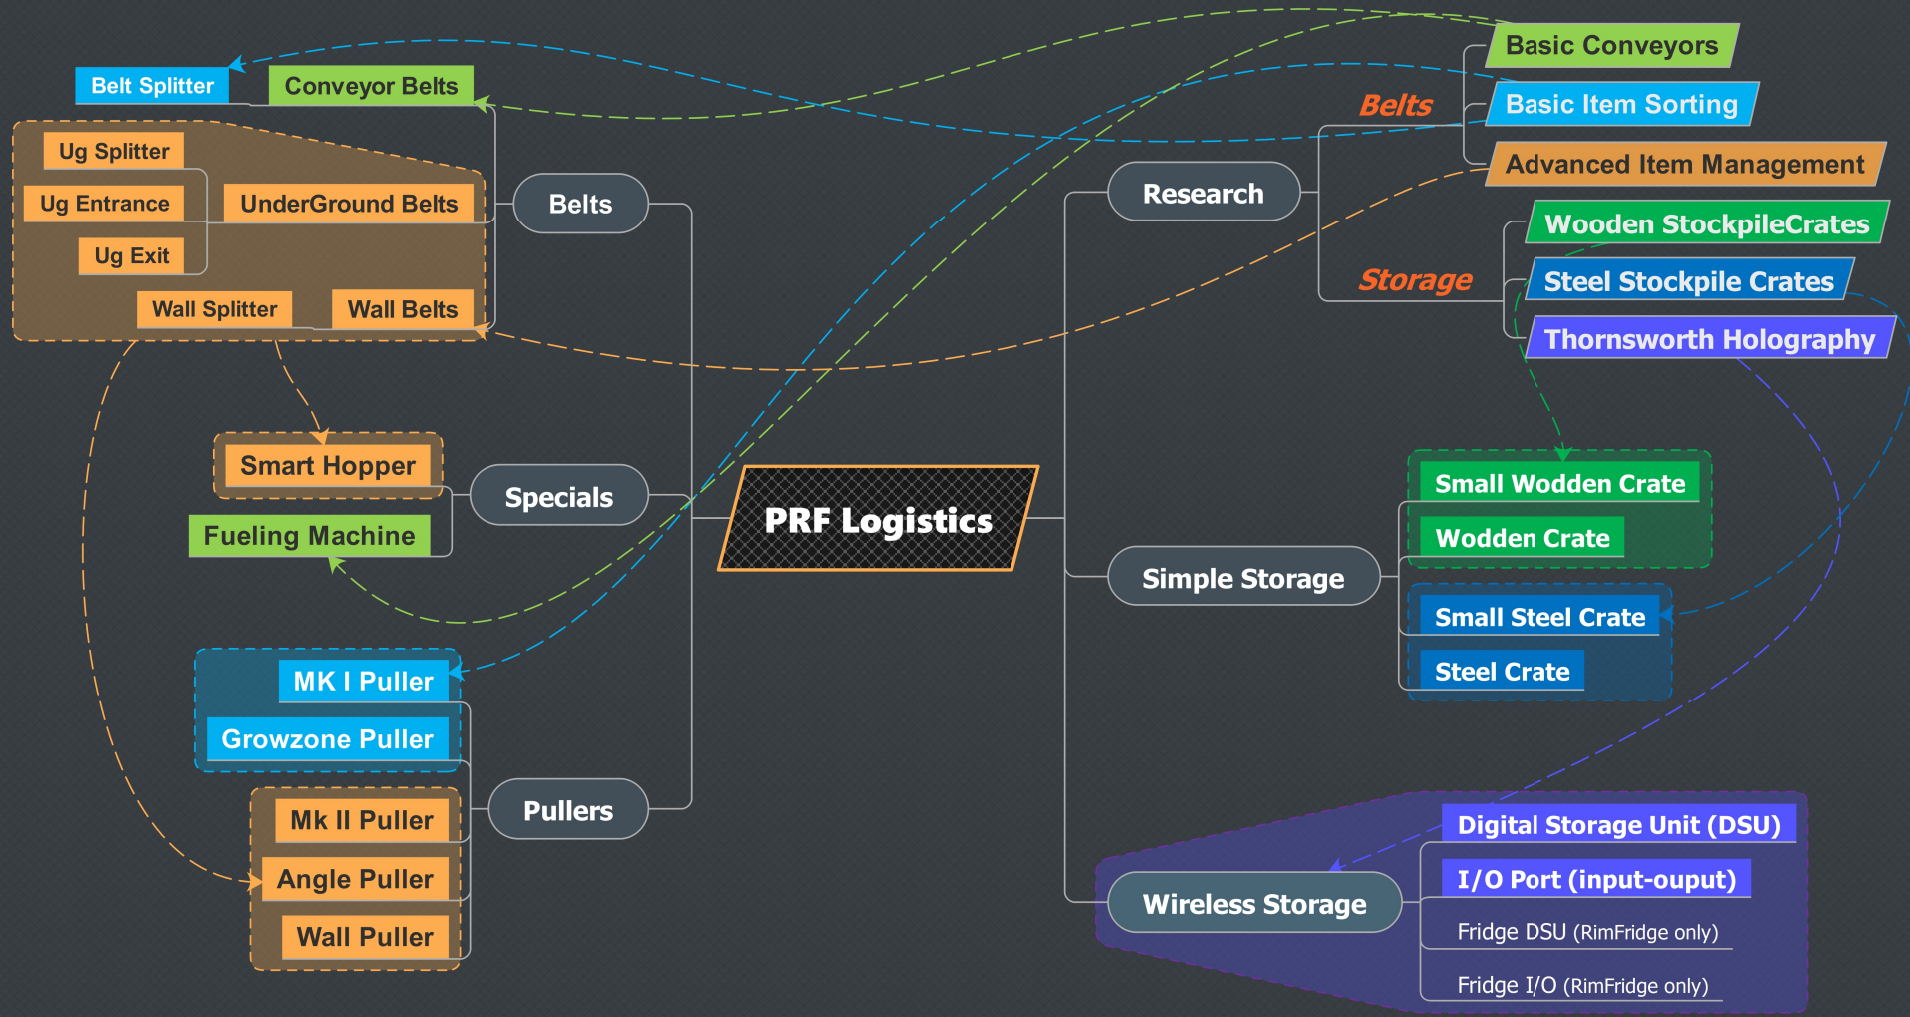 Belt Splitter
Conveyor Belts
Ug Splitter
Ug Entrance
UnderGround Belts
Ug Exit
Wall Splitter
Wall Belts
Belts
Smart Hopper
Fueling Machine
Specials
MK I Puller
Growzone Puller
Mk II Puller
Angle Puller
Wall Puller
Pullers
PRF Logistics
Research
Belts
Basic Conveyors
Basic Item Sorting
Advanced Item Management
Storage
Wooden StockpileCrates
Steel Stockpile Crates
Thornsworth Holography
Simple Storage
Small Wodden Crate
Wodden Crate
Small Steel Crate
Steel Crate
Wireless Storage
Digital Storage Unit (DSU)
I/O Port (input-ouput)
Fridge DSU (RimFridge only)
Fridge I/O (RimFridge only)